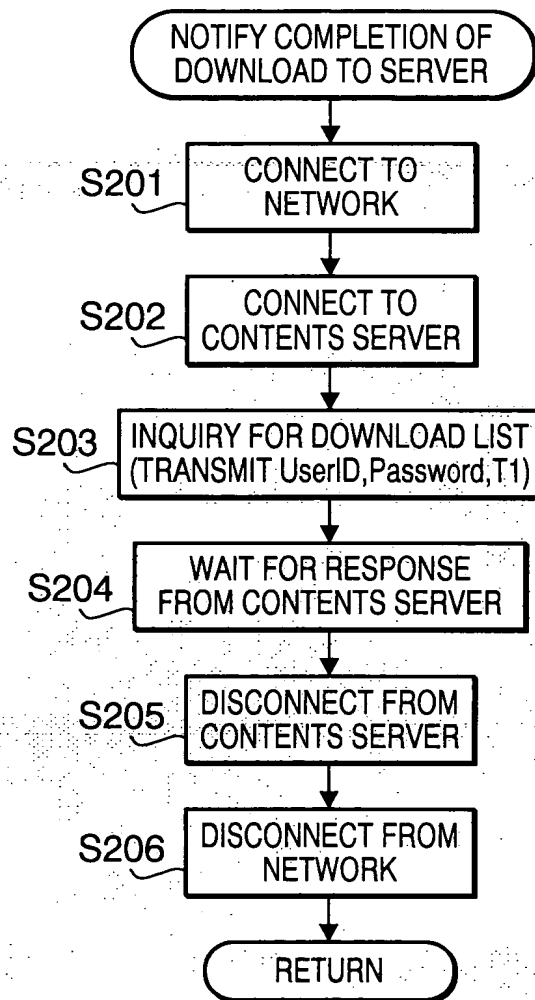 NOTIFY COMPLETION OF
DOWNLOAD TO SERVER
S201
CONNECT TO
NETWORK
S202
CONNECT TO
CONTENTS SERVER
S203
INQUIRY FOR DOWNLOAD LIST
(TRANSMIT UserID,Password,T1)
S204
WAIT FOR RESPONSE
FROM CONTENTS SERVER
S205
DISCONNECT FROM
CONTENTS SERVER
S206
DISCONNECT FROM
NETWORK
RETURN